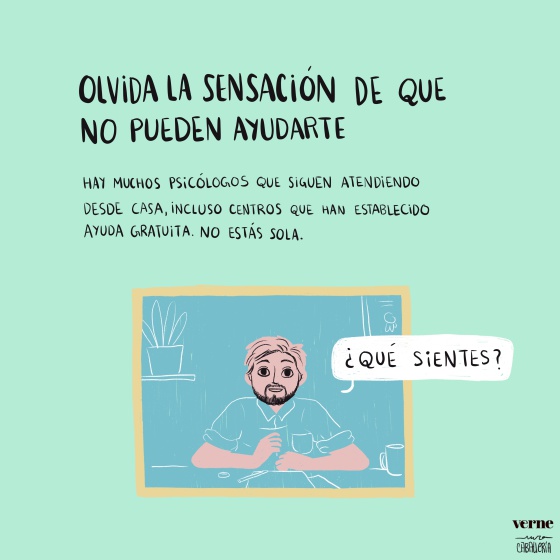 OLVIDA LA SENSACIÓN DE QUE
NO PUEDEN AYUDARTE
HAY MUCHOS PSICÓLOGOS QUE SIGUEN ATENDIENDO
DESDE CASA, INCLUSO CENTROS QUE HAN ESTABLECIDO
AYUDA GRATUITA. NO ESTÁS SOLA.
¿QUÉ SIENTES?
verne
CABALLERÍA